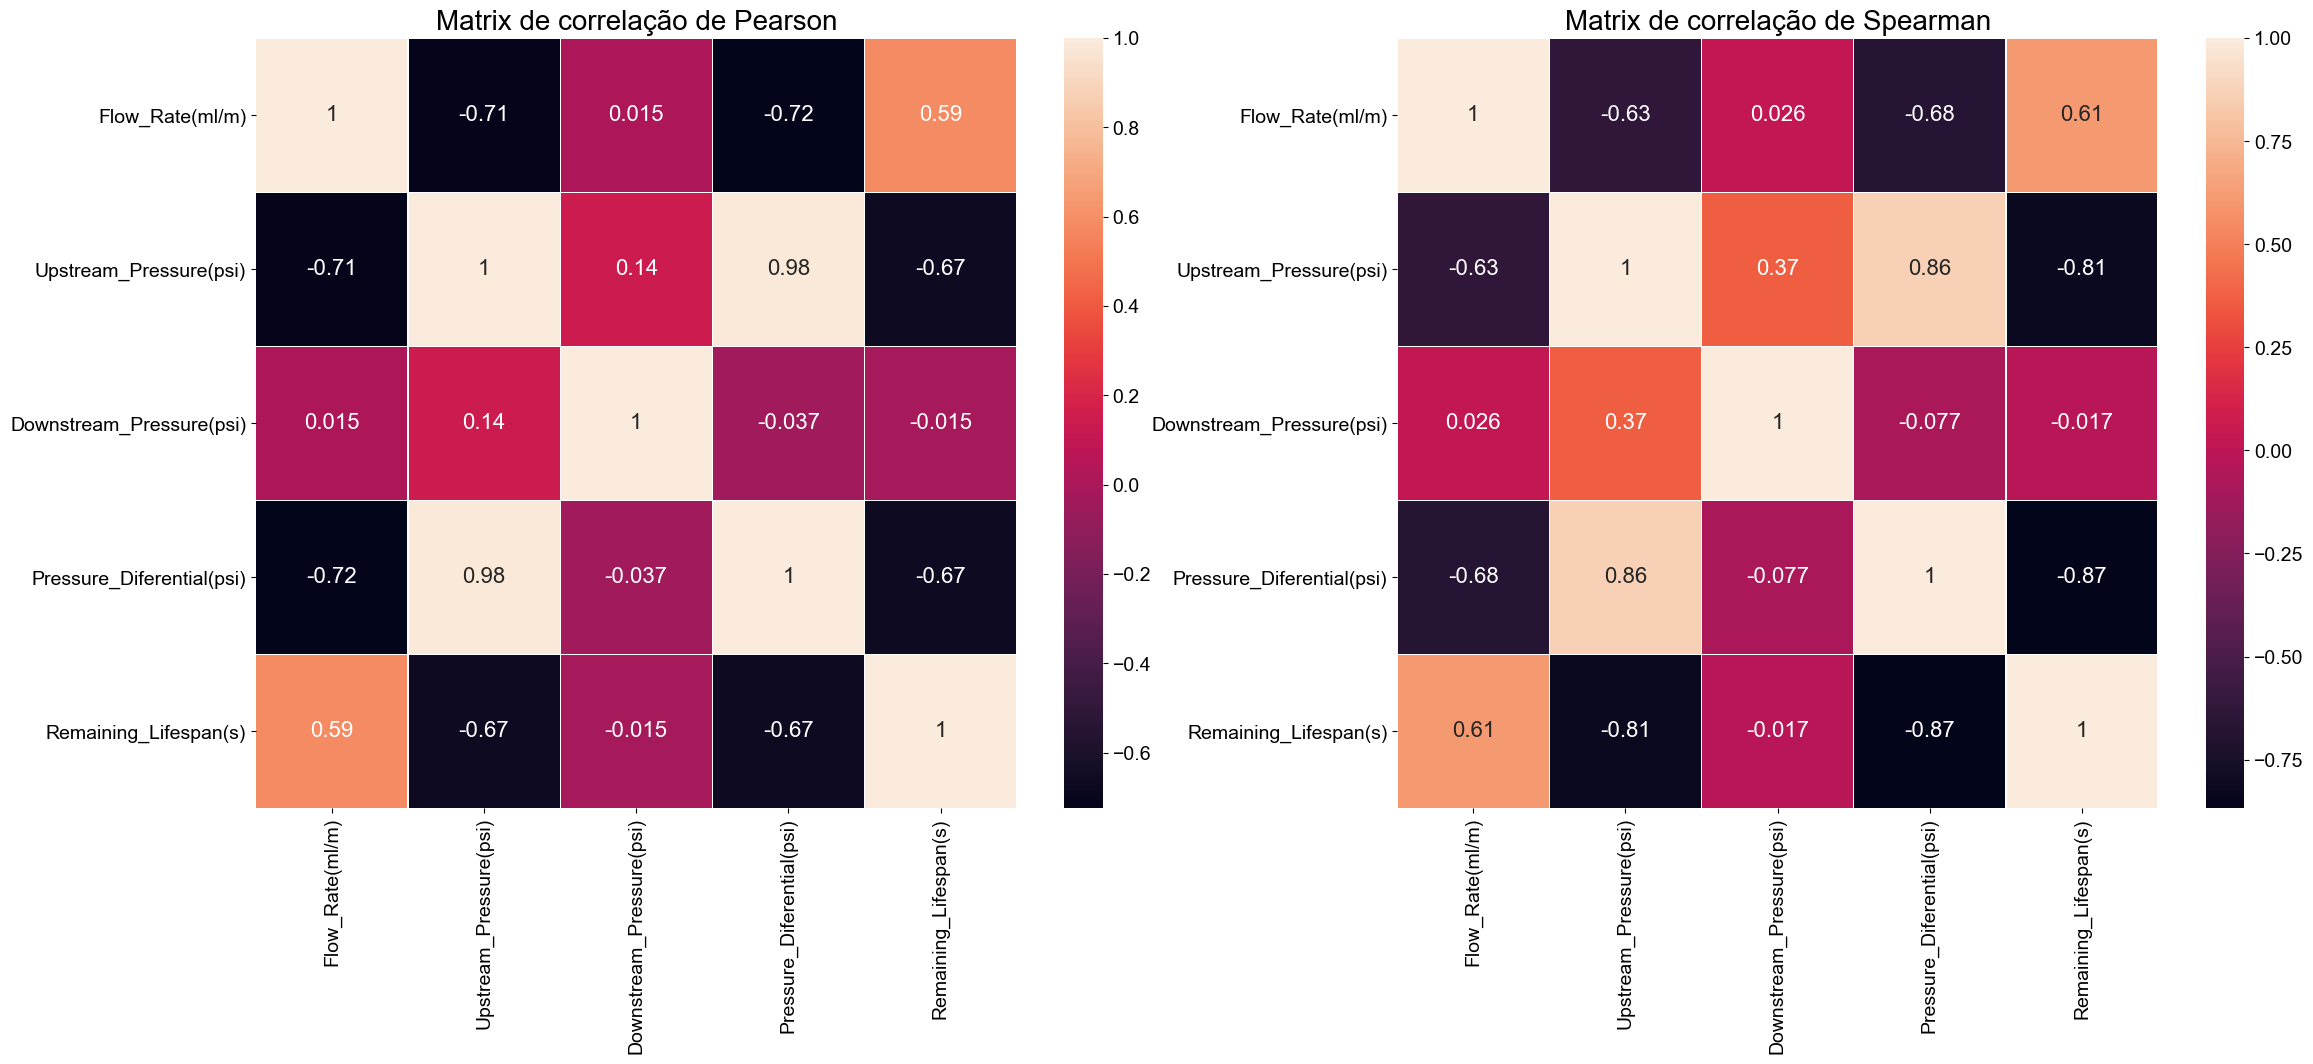 Matrix de correlação de Pearson
Flow_Rate(ml/m) 1 -0.71 0.015 -0.72 0.59
Upstream_Pressure(psi) -0.71 1 0.14 0.98 -0.67
Downstream_Pressure(psi) 0.015 0.14 1 -0.037 -0.015
Pressure_Diferential(psi) -0.72 0.98 -0.037 1 -0.67
Remaining_Lifespan(s) 0.59 -0.67 -0.015 -0.67 1
Flow_Rate(ml/m)
Upstream_Pressure(psi)
Downstream_Pressure(psi)
Pressure_Diferential(psi)
Remaining_Lifespan(s)
1.0
0.8
0.6
0.4
0.2
0.0
−0.2
−0.4
−0.6
Matrix de correlação de Spearman
Flow_Rate(ml/m) 1 -0.63 0.026 -0.68 0.61
Upstream_Pressure(psi) -0.63 1 0.37 0.86 -0.81
Downstream_Pressure(psi) 0.026 0.37 1 -0.077 -0.017
Pressure_Diferential(psi) -0.68 0.86 -0.077 1 -0.87
Remaining_Lifespan(s) 0.61 -0.81 -0.017 -0.87 1
Flow_Rate(ml/m)
Upstream_Pressure(psi)
Downstream_Pressure(psi)
Pressure_Diferential(psi)
Remaining_Lifespan(s)
1.00
0.75
0.50
0.25
0.00
−0.25
−0.50
−0.75